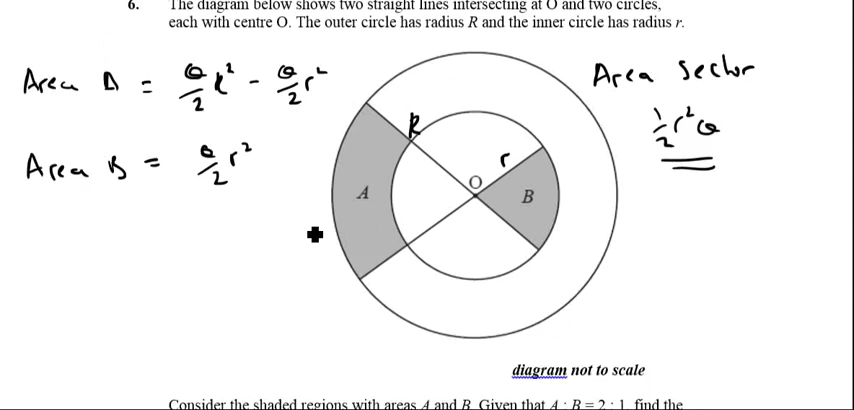 6. The diagram below shows two straight lines intersecting at O and two circles,
each with centre O. The outer circle has radius R and the inner circle has radius r.
Area A = θ/2 R² - θ/2 r²
Area Sector
½r²θ
Area B = θ/2 r²
R
r
O
A
B
diagram not to scale
Consider the shaded regions with areas A and B. Given that A : B = 2 : 1, find the